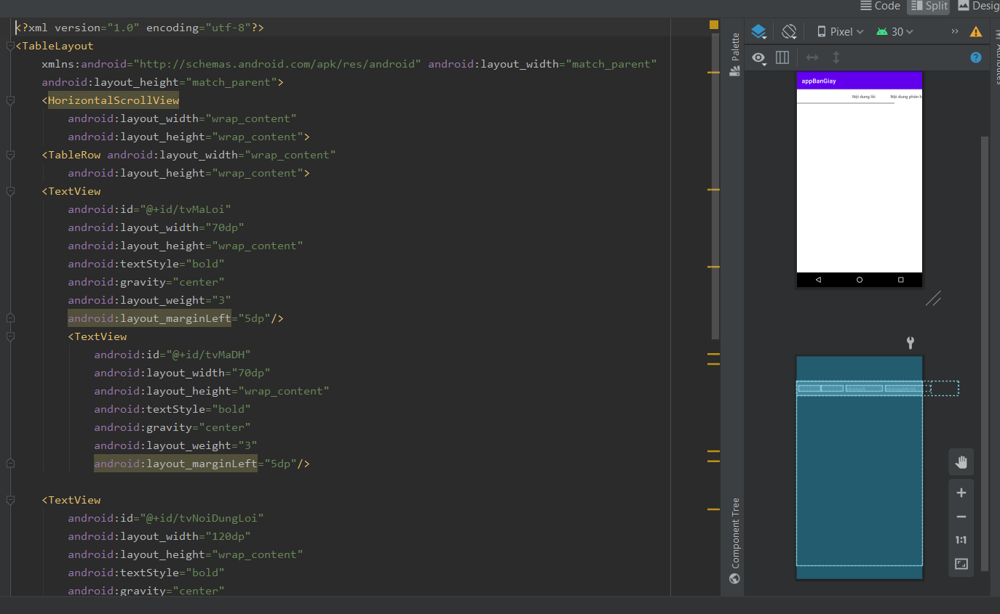 Code Split Desig
<?xml version="1.0" encoding="utf-8"?>
<TableLayout
xmlns:android="http://schemas.android.com/apk/res/android" android:layout_width="match_parent"
android:layout_height="match_parent">
<HorizontalScrollView
android:layout_width="wrap_content"
android:layout_height="wrap_content">
<TableRow android:layout_width="wrap_content"
android:layout_height="wrap_content">
<TextView
android:id="@+id/tvMaLoi"
android:layout_width="70dp"
android:layout_height="wrap_content"
android:textStyle="bold"
android:gravity="center"
android:layout_weight="3"
android:layout_marginLeft="5dp"/>
<TextView
android:id="@+id/tvMaDH"
android:layout_width="70dp"
android:layout_height="wrap_content"
android:textStyle="bold"
android:gravity="center"
android:layout_weight="3"
android:layout_marginLeft="5dp"/>
<TextView
android:id="@+id/tvNoiDungLoi"
android:layout_width="120dp"
android:layout_height="wrap_content"
android:textStyle="bold"
android:gravity="center"
Palette
Component Tree
Pixel 30
appBanGiay
Nội dung lỗi Nội dung phản h
1:1
Attributes